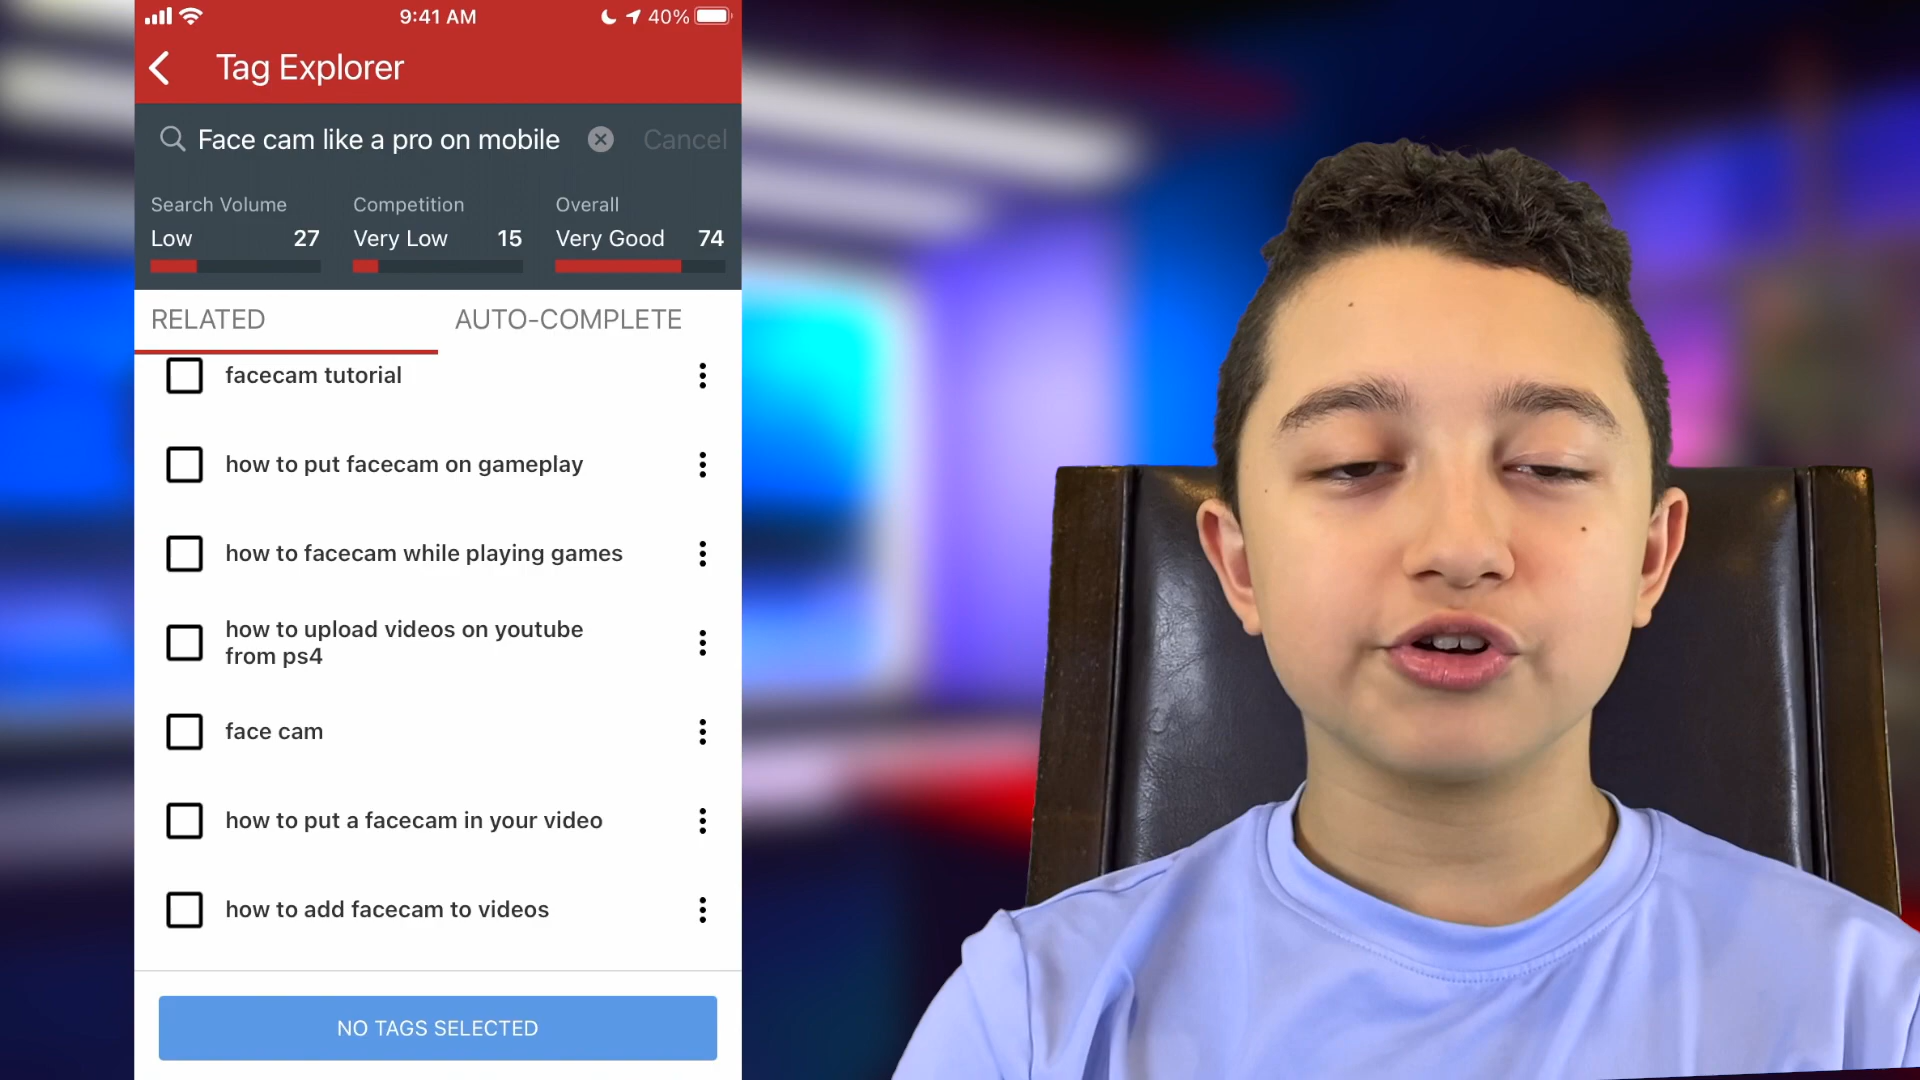 9:41 AM
40%
Tag Explorer
Face cam like a pro on mobile
Cancel
Search Volume
Competition
Overall
Low 27
Very Low 15
Very Good 74
RELATED
AUTO-COMPLETE
facecam tutorial
how to put facecam on gameplay
how to facecam while playing games
how to upload videos on youtube
from ps4
face cam
how to put a facecam in your video
how to add facecam to videos
NO TAGS SELECTED